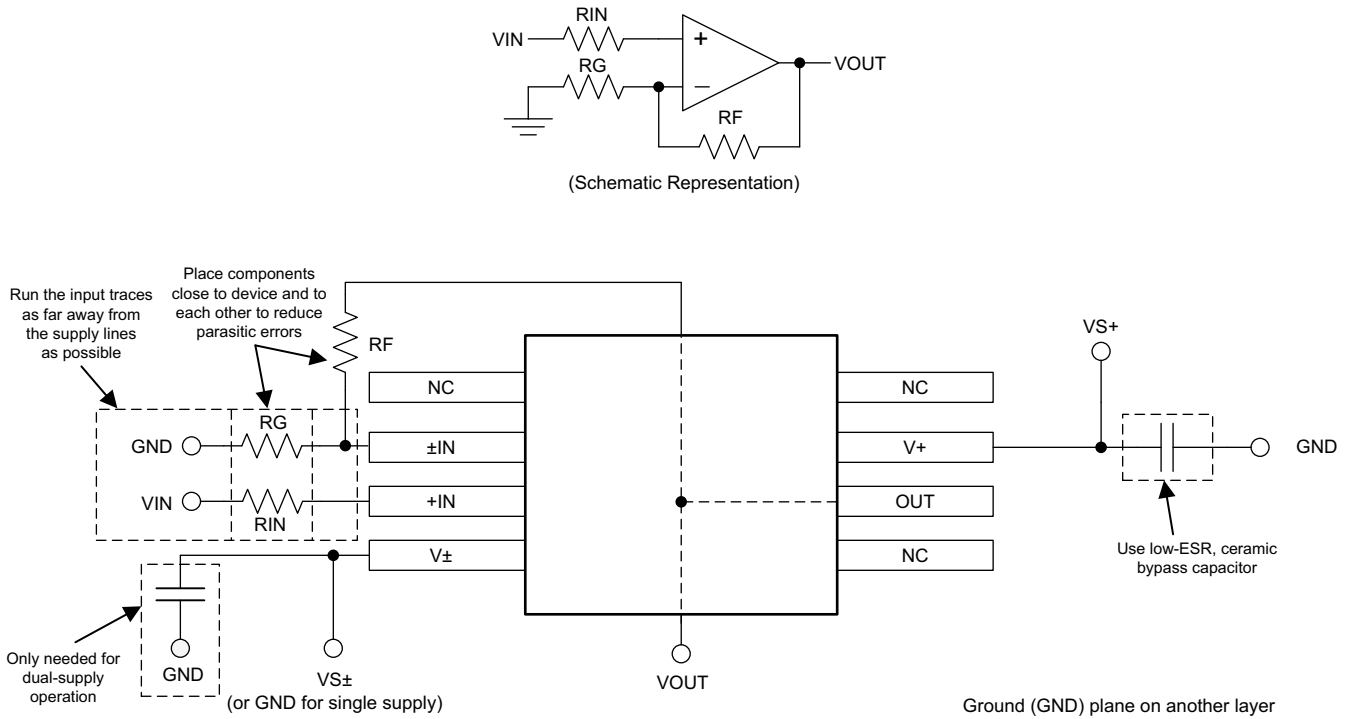 RIN
VIN
+
RG
−
VOUT
RF
(Schematic Representation)
Run the input traces
as far away from
the supply lines
as possible
Place components
close to device and to
each other to reduce
parasitic errors
RF
VS+
NC
NC
GND
RG
±IN
V+
GND
VIN
RIN
+IN
OUT
V±
NC
Use low-ESR, ceramic
bypass capacitor
Only needed for
dual-supply
operation
GND
VS±
(or GND for single supply)
VOUT
Ground (GND) plane on another layer